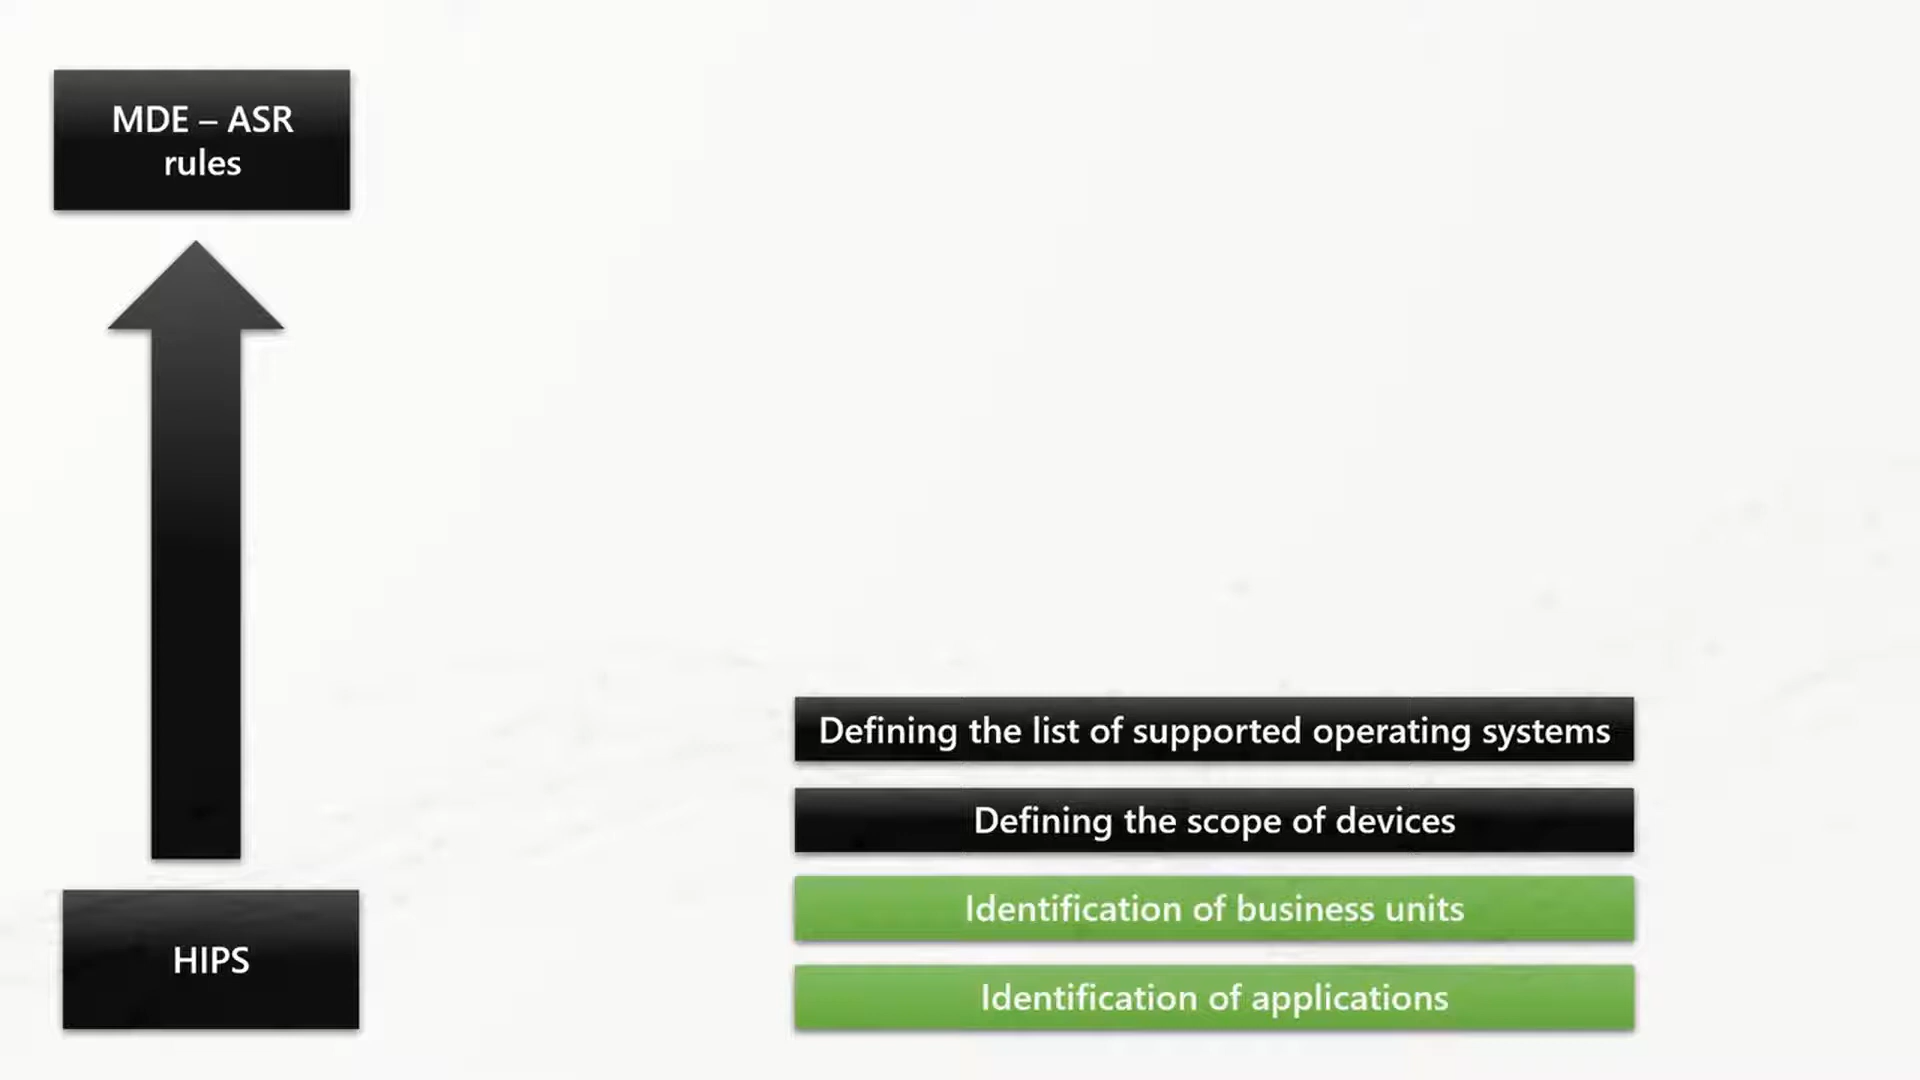 MDE – ASR
rules
HIPS
Defining the list of supported operating systems
Defining the scope of devices
Identification of business units
Identification of applications